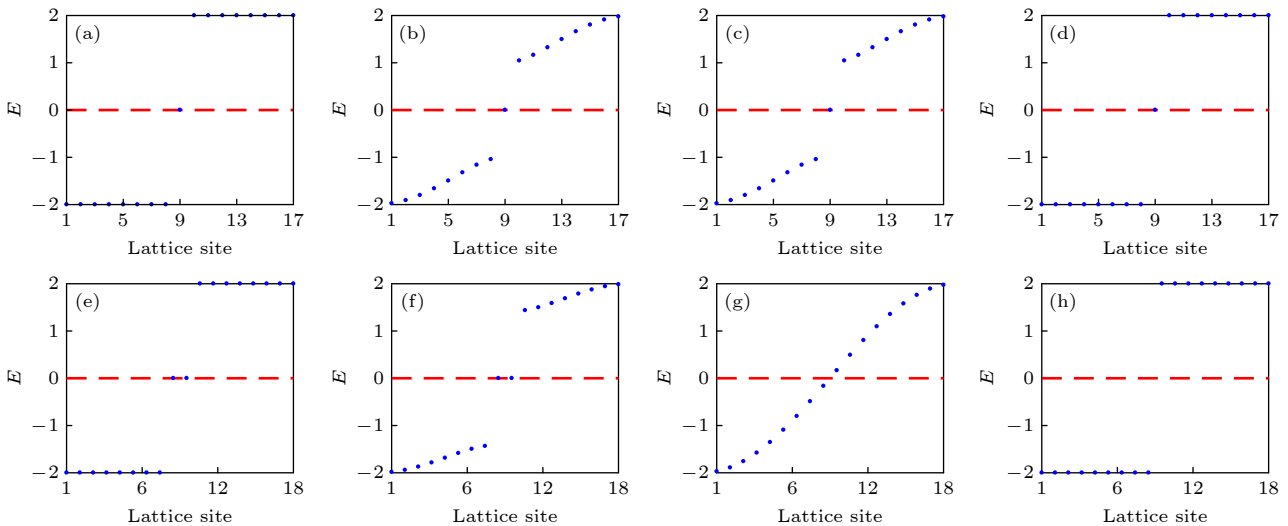 (a) (b) (c) (d)
2 2 2 2
1 1 1 1
E 0 E 0 E 0 E 0
−1 −1 −1 −1
−2 −2 −2 −2
1 5 9 13 17 1 5 9 13 17 1 5 9 13 17 1 5 9 13 17
Lattice site Lattice site Lattice site Lattice site
(e) (f) (g) (h)
2 2 2 2
1 1 1 1
E 0 E 0 E 0 E 0
−1 −1 −1 −1
−2 −2 −2 −2
1 6 12 18 1 6 12 18 1 6 12 18 1 6 12 18
Lattice site Lattice site Lattice site Lattice site